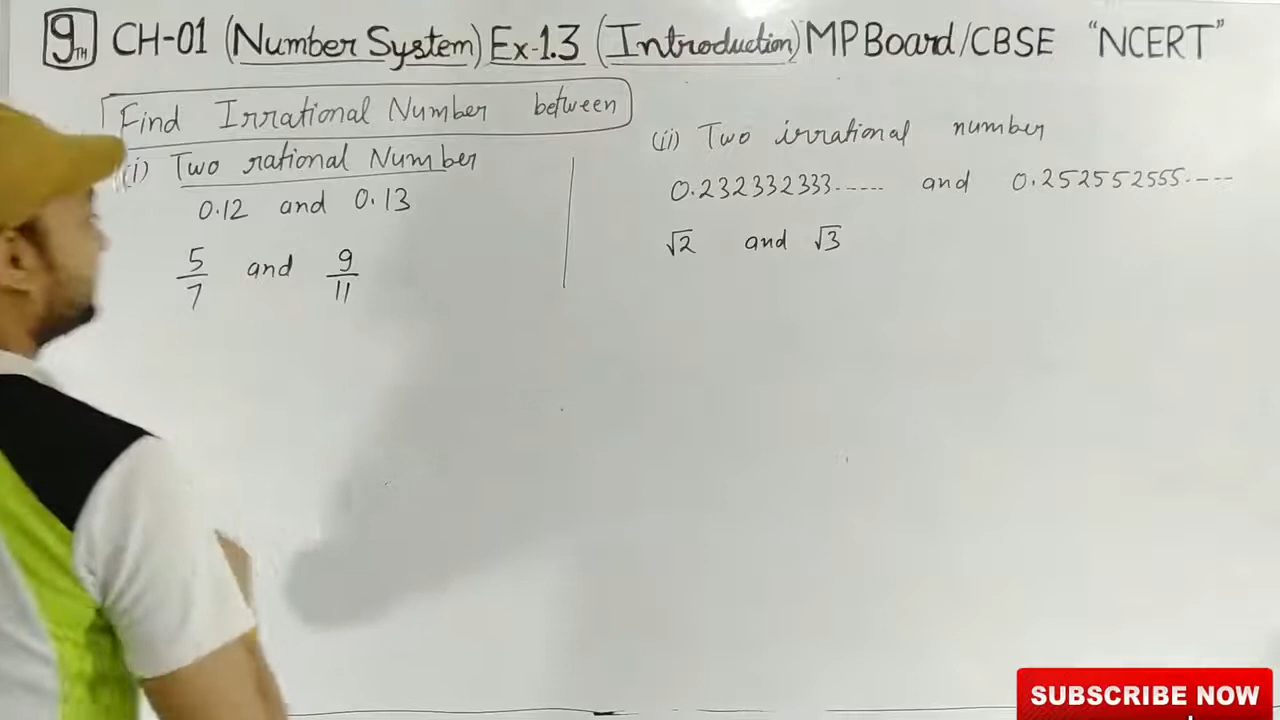 9TH CH-01 (Number System) Ex-1.3 (Introduction) MPBoard/CBSE "NCERT"
Find Irrational Number between
(i) Two rational Number
0.12 and 0.13
5/7 and 9/11
(ii) Two irrational number
0.232332333...... and 0.252552555.----
√2 and √3
SUBSCRIBE NOW